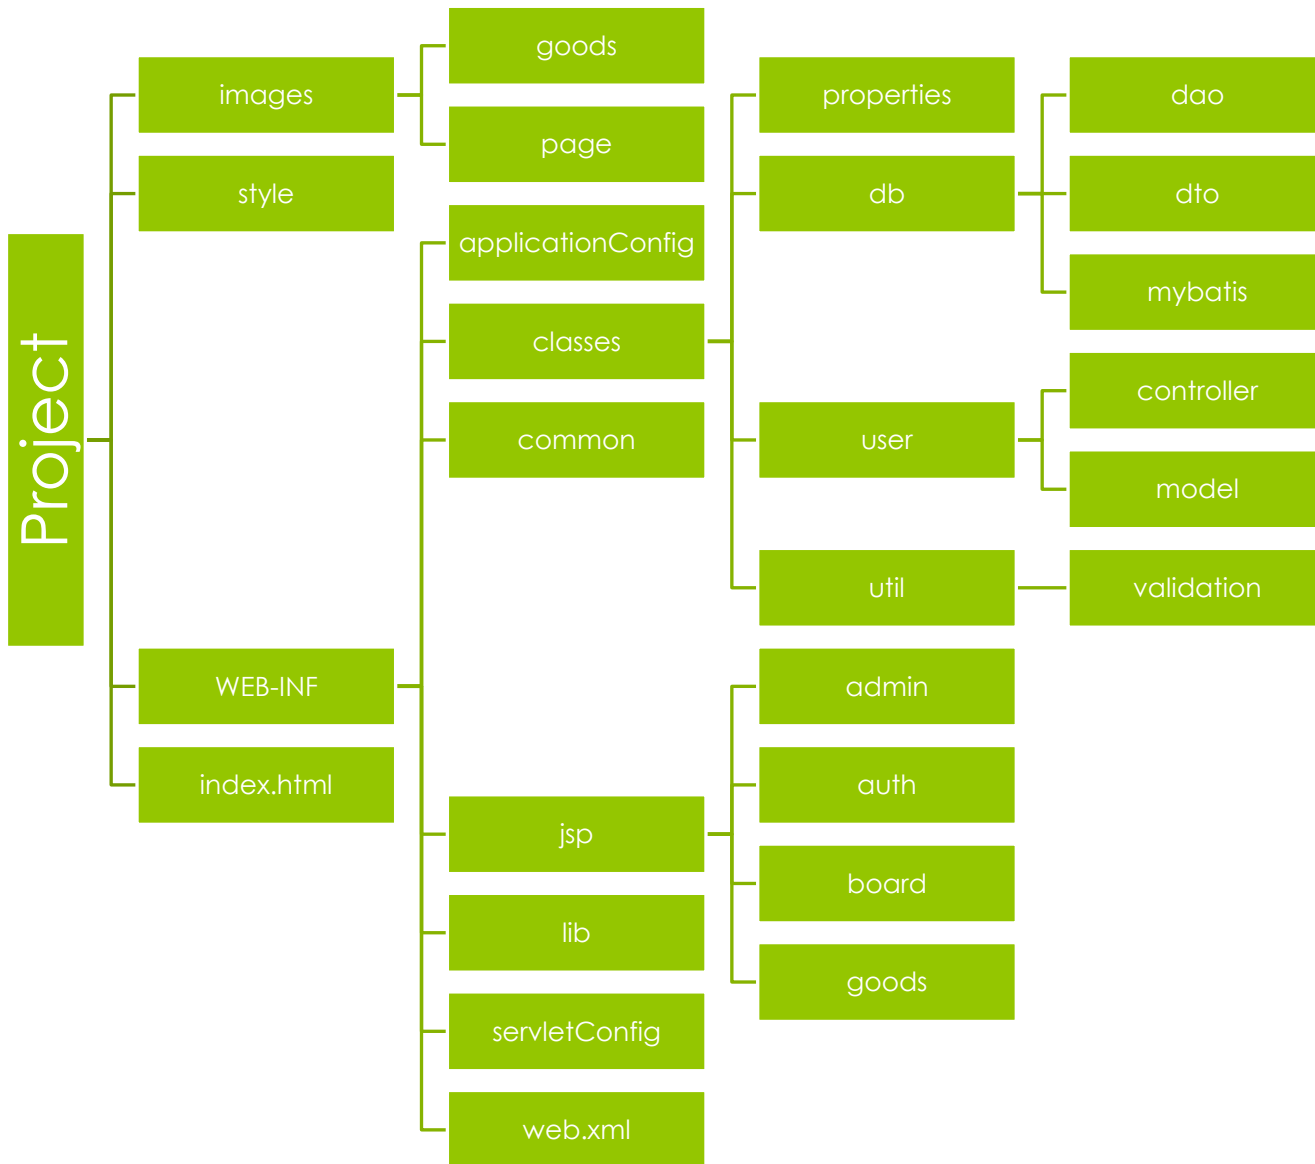 Project
images
goods
page
style
WEB-INF
applicationConfig
classes
properties
db
dao
dto
mybatis
user
controller
model
util
validation
common
jsp
admin
auth
board
goods
lib
servletConfig
web.xml
index.html